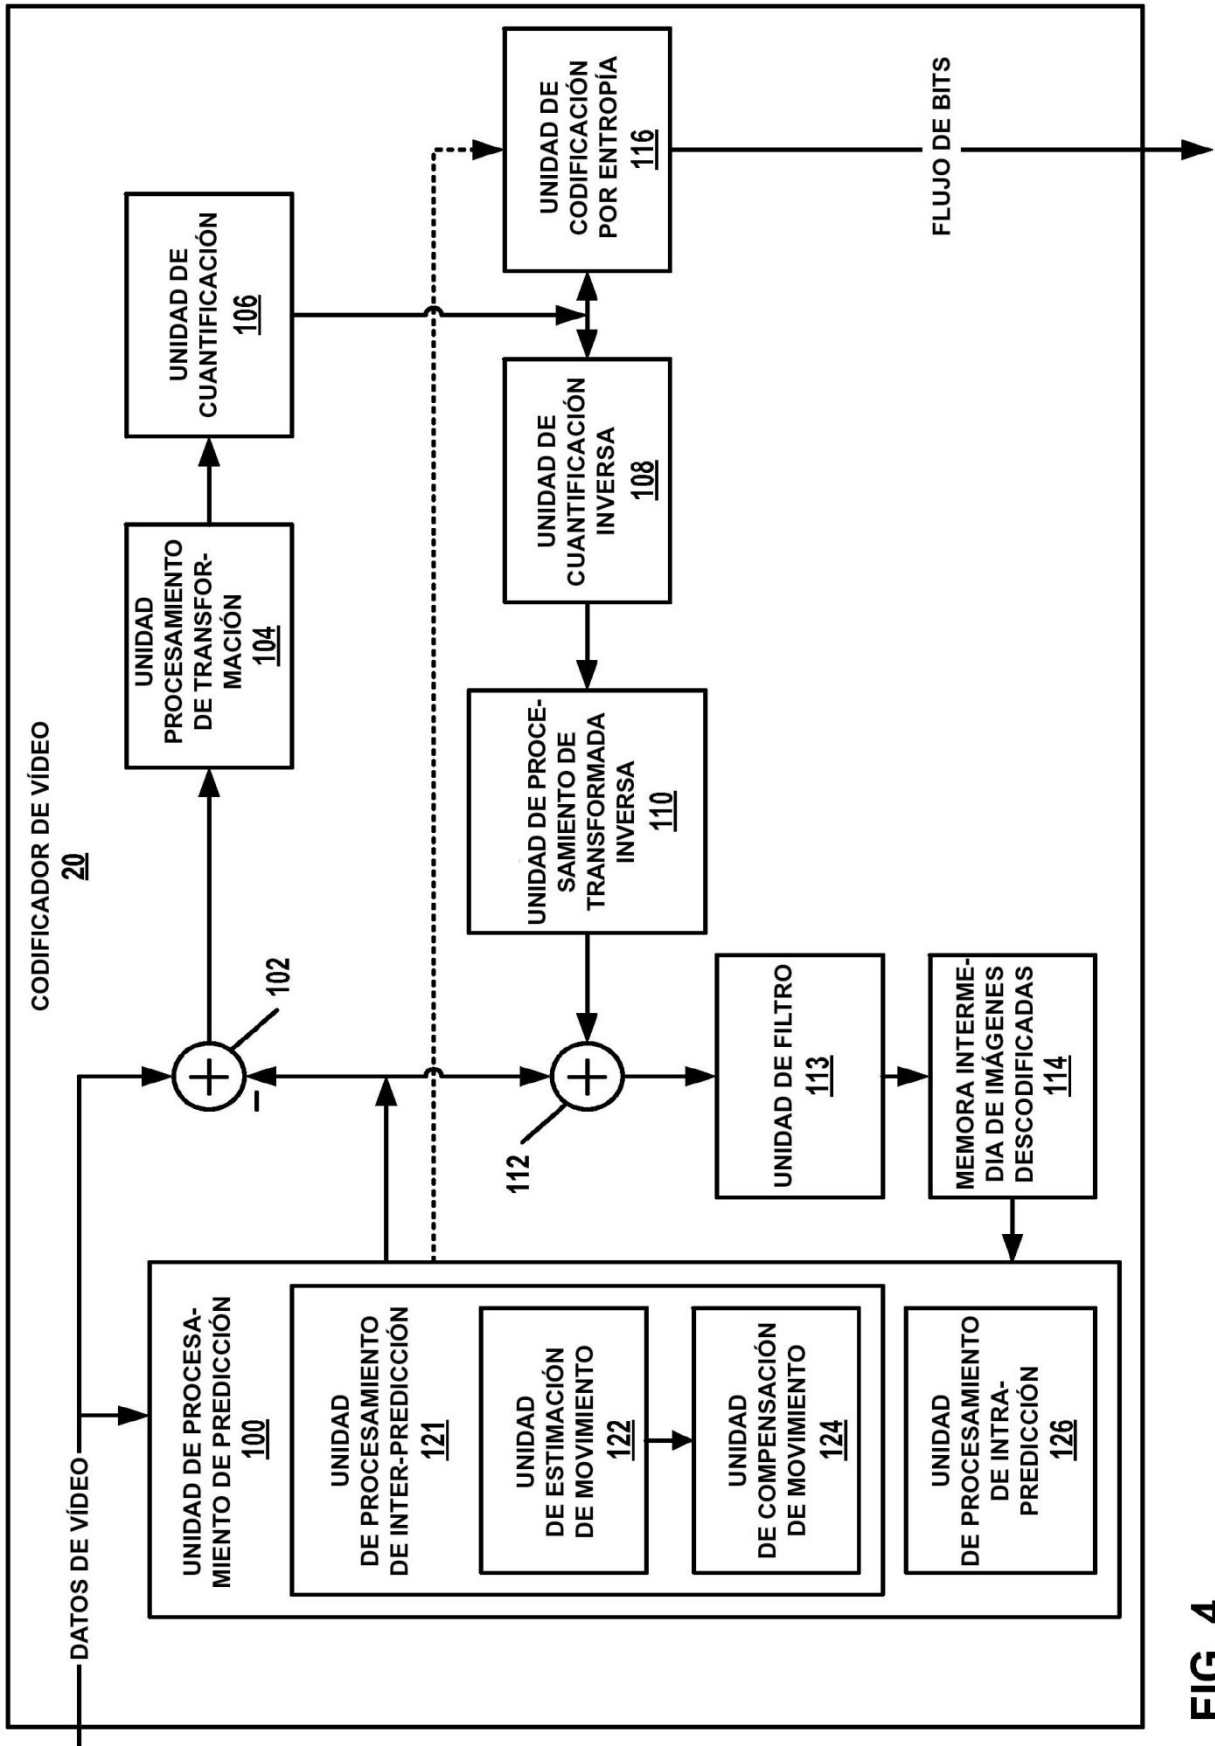 CODIFICADOR DE VÍDEO
20
DATOS DE VÍDEO
UNIDAD DE PROCESA-
MIENTO DE PREDICCIÓN
100
UNIDAD
DE PROCESAMIENTO
DE INTER-PREDICCIÓN
121
UNIDAD
DE ESTIMACIÓN
DE MOVIMIENTO
122
UNIDAD
DE COMPENSACIÓN
DE MOVIMIENTO
124
UNIDAD
DE PROCESAMIENTO
DE INTRA-
PREDICCIÓN
126
102
-
112
UNIDAD
PROCESAMIENTO
DE TRANSFOR-
MACIÓN
104
UNIDAD DE
CUANTIFICACIÓN
106
UNIDAD DE PROCE-
SAMIENTO DE
TRANSFORMADA
INVERSA
110
UNIDAD DE
CUANTIFICACIÓN
INVERSA
108
UNIDAD DE
CODIFICACIÓN
POR ENTROPÍA
116
UNIDAD DE FILTRO
113
MEMORA INTERME-
DIA DE IMÁGENES
DESCODIFICADAS
114
FLUJO DE BITS
FIG. 4